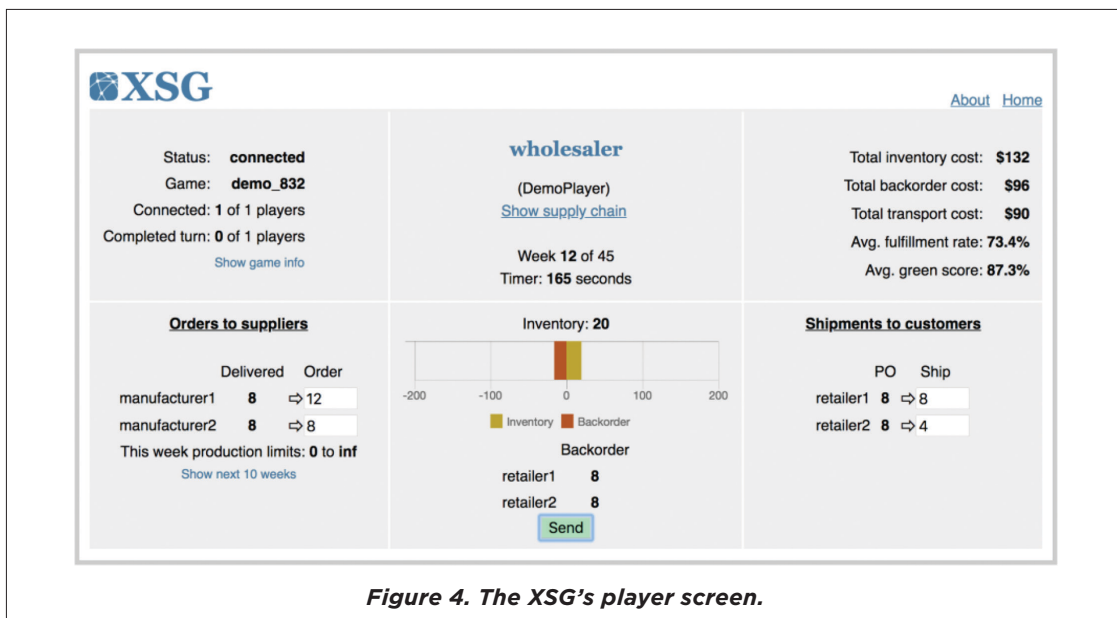 XSG
About Home
Status: connected
Game: demo_832
Connected: 1 of 1 players
Completed turn: 0 of 1 players
Show game info
wholesaler
(DemoPlayer)
Show supply chain
Week 12 of 45
Timer: 165 seconds
Total inventory cost: $132
Total backorder cost: $96
Total transport cost: $90
Avg. fulfillment rate: 73.4%
Avg. green score: 87.3%
Orders to suppliers
Delivered Order
manufacturer1 8 ⇨ 12
manufacturer2 8 ⇨ 8
This week production limits: 0 to inf
Show next 10 weeks
Inventory: 20
-200 -100 0 100 200
Inventory Backorder
Backorder
retailer1 8
retailer2 8
Send
Shipments to customers
PO Ship
retailer1 8 ⇨ 8
retailer2 8 ⇨ 4
Figure 4. The XSG's player screen.